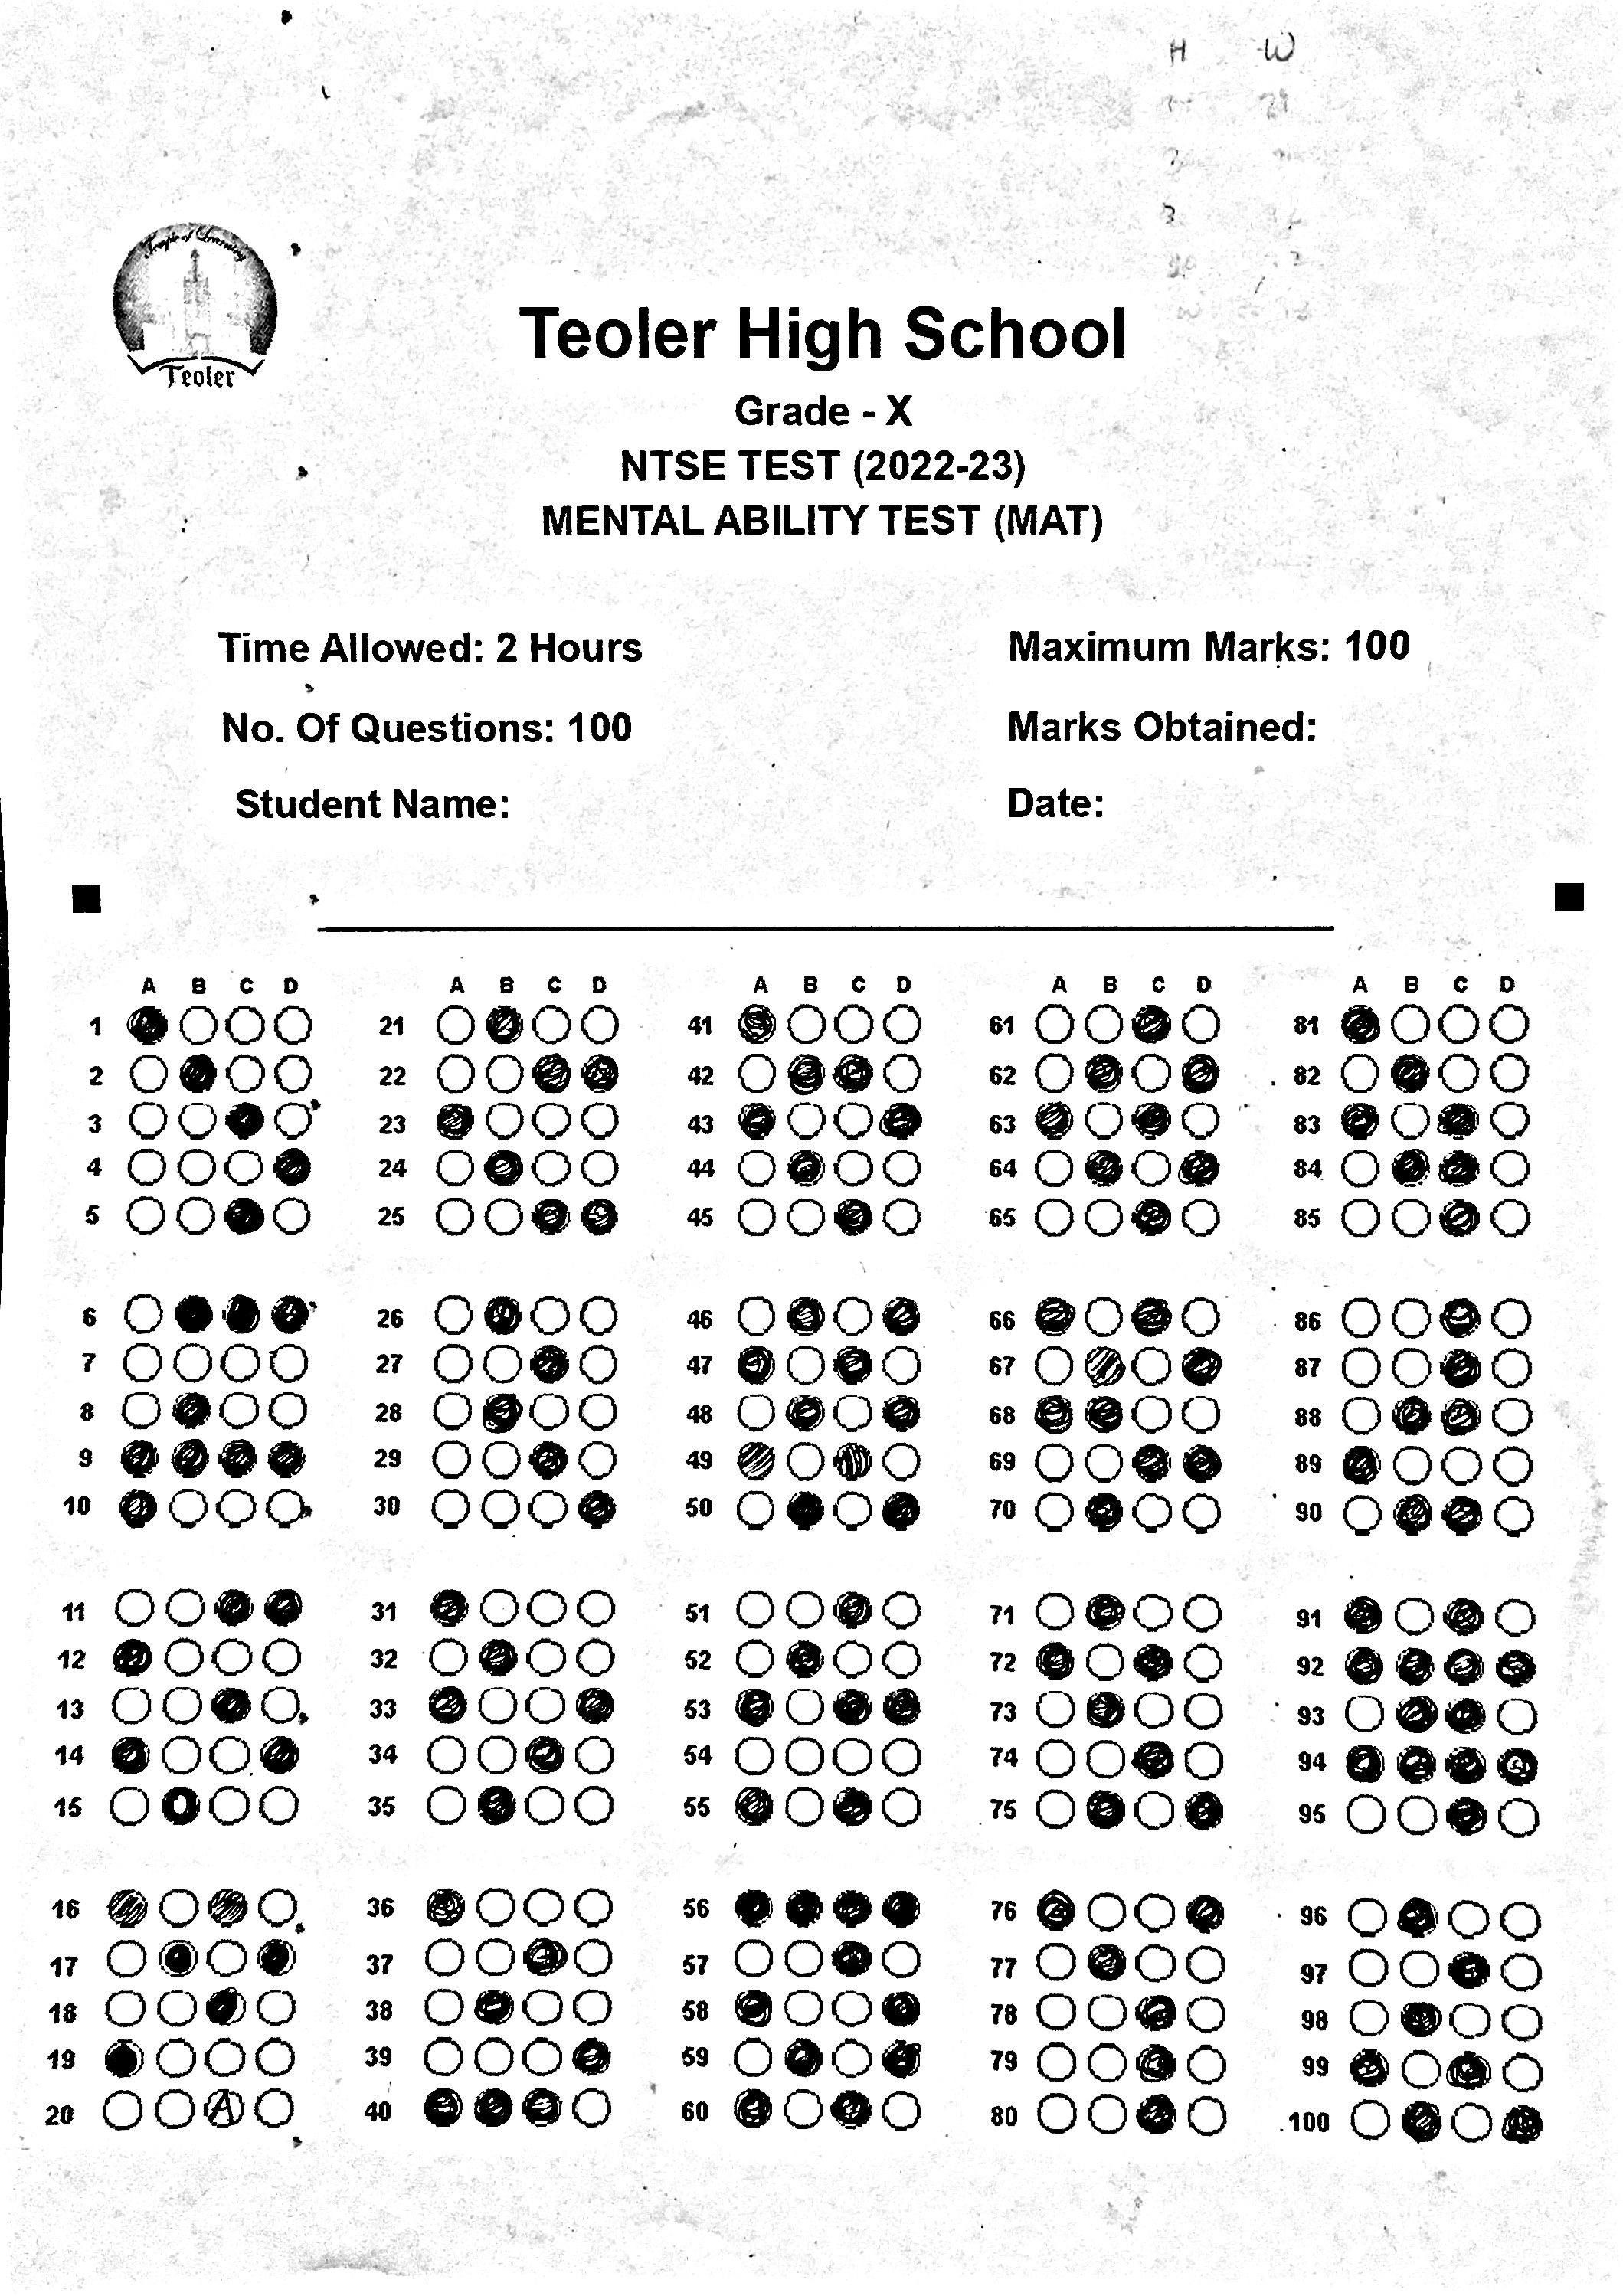 H W
Temple of Learning
Teoler
Teoler High School
Grade - X
NTSE TEST (2022-23)
MENTAL ABILITY TEST (MAT)
Time Allowed: 2 Hours Maximum Marks: 100
No. Of Questions: 100 Marks Obtained:
Student Name: Date:
A B C D A B C D A B C D A B C D A B C D
1 21 41 61 81
2 22 42 62 82
3 23 43 63 83
4 24 44 64 84
5 25 45 65 85
6 26 46 66 86
7 27 47 67 87
8 28 48 68 88
9 29 49 69 89
10 30 50 70 90
11 31 51 71 91
12 32 52 72 92
13 33 53 73 93
14 34 54 74 94
15 35 55 75 95
16 36 56 76 96
17 37 57 77 97
18 38 58 78 98
19 39 59 79 99
20 A 40 60 80 100